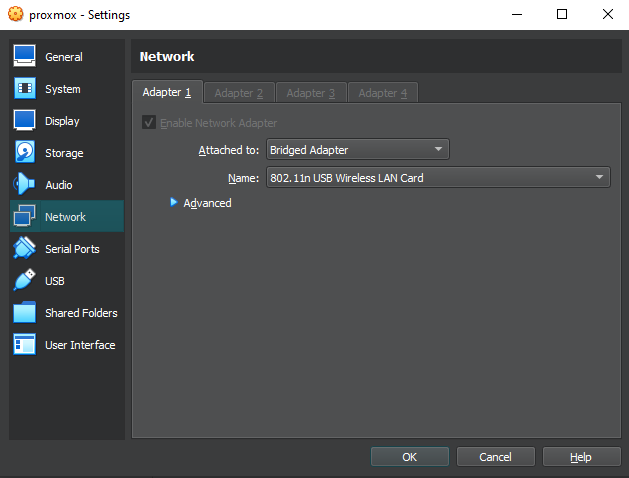 proxmox - Settings
General
System
Display
Storage
Audio
Network
Serial Ports
USB
Shared Folders
User Interface
Network
Adapter 1 Adapter 2 Adapter 3 Adapter 4
Enable Network Adapter
Attached to: Bridged Adapter
Name: 802.11n USB Wireless LAN Card
Advanced
OK Cancel Help